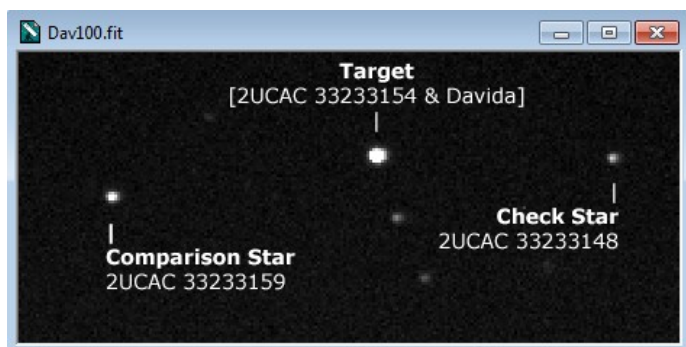 Dav100.fit
Target
[2UCAC 33233154 & Davida]
Check Star
2UCAC 33233148
Comparison Star
2UCAC 33233159